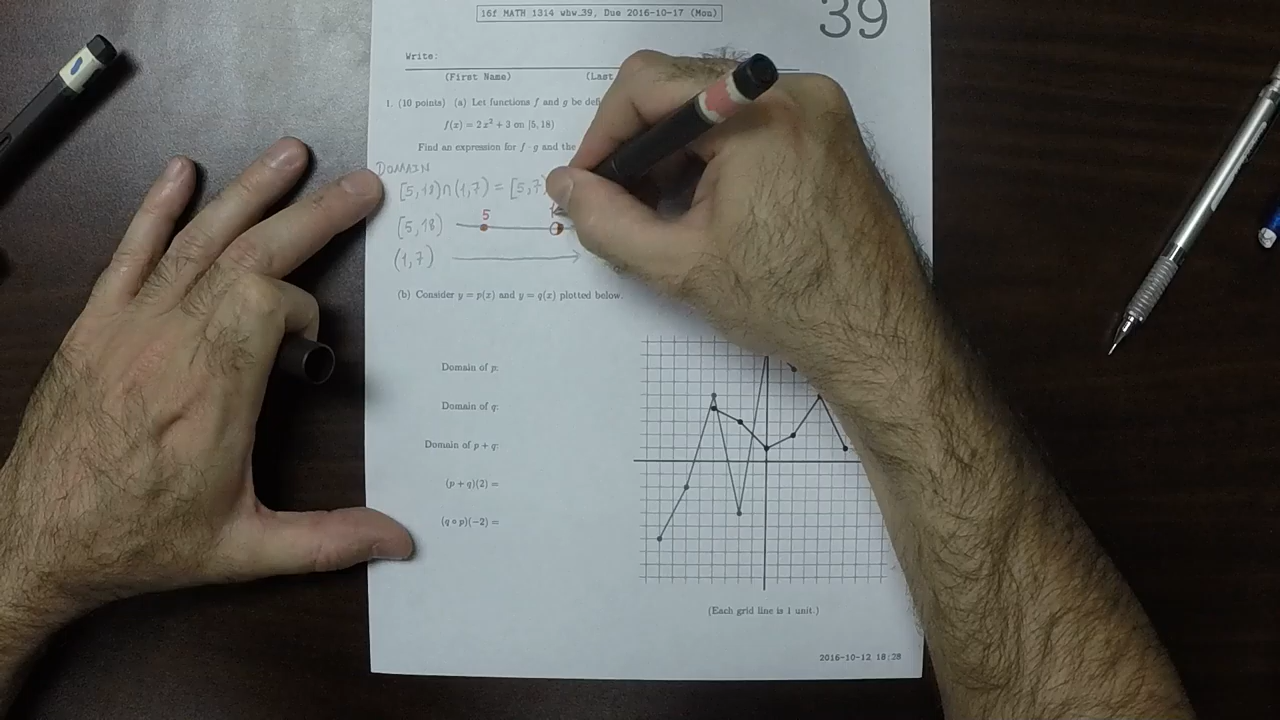 16f MATH 1314 wbw_39, Due 2016-10-17 (Mon)
39
Write:
(First Name) (Last
1. (10 points) (a) Let functions f and g be
f(x) = 2x² + 3 on [5, 18)
Find an expression for f · g and the
DOMAIN
[5,18)∩(1,7) = [5,7)
[5,18) 5
(1,7)
(b) Consider y = p(x) and y = q(x) plotted below.
Domain of p:
Domain of q:
Domain of p + q:
(p + q)(2) =
(q ∘ p)(−2) =
(Each grid line is 1 unit.)
2016-10-12 18:28